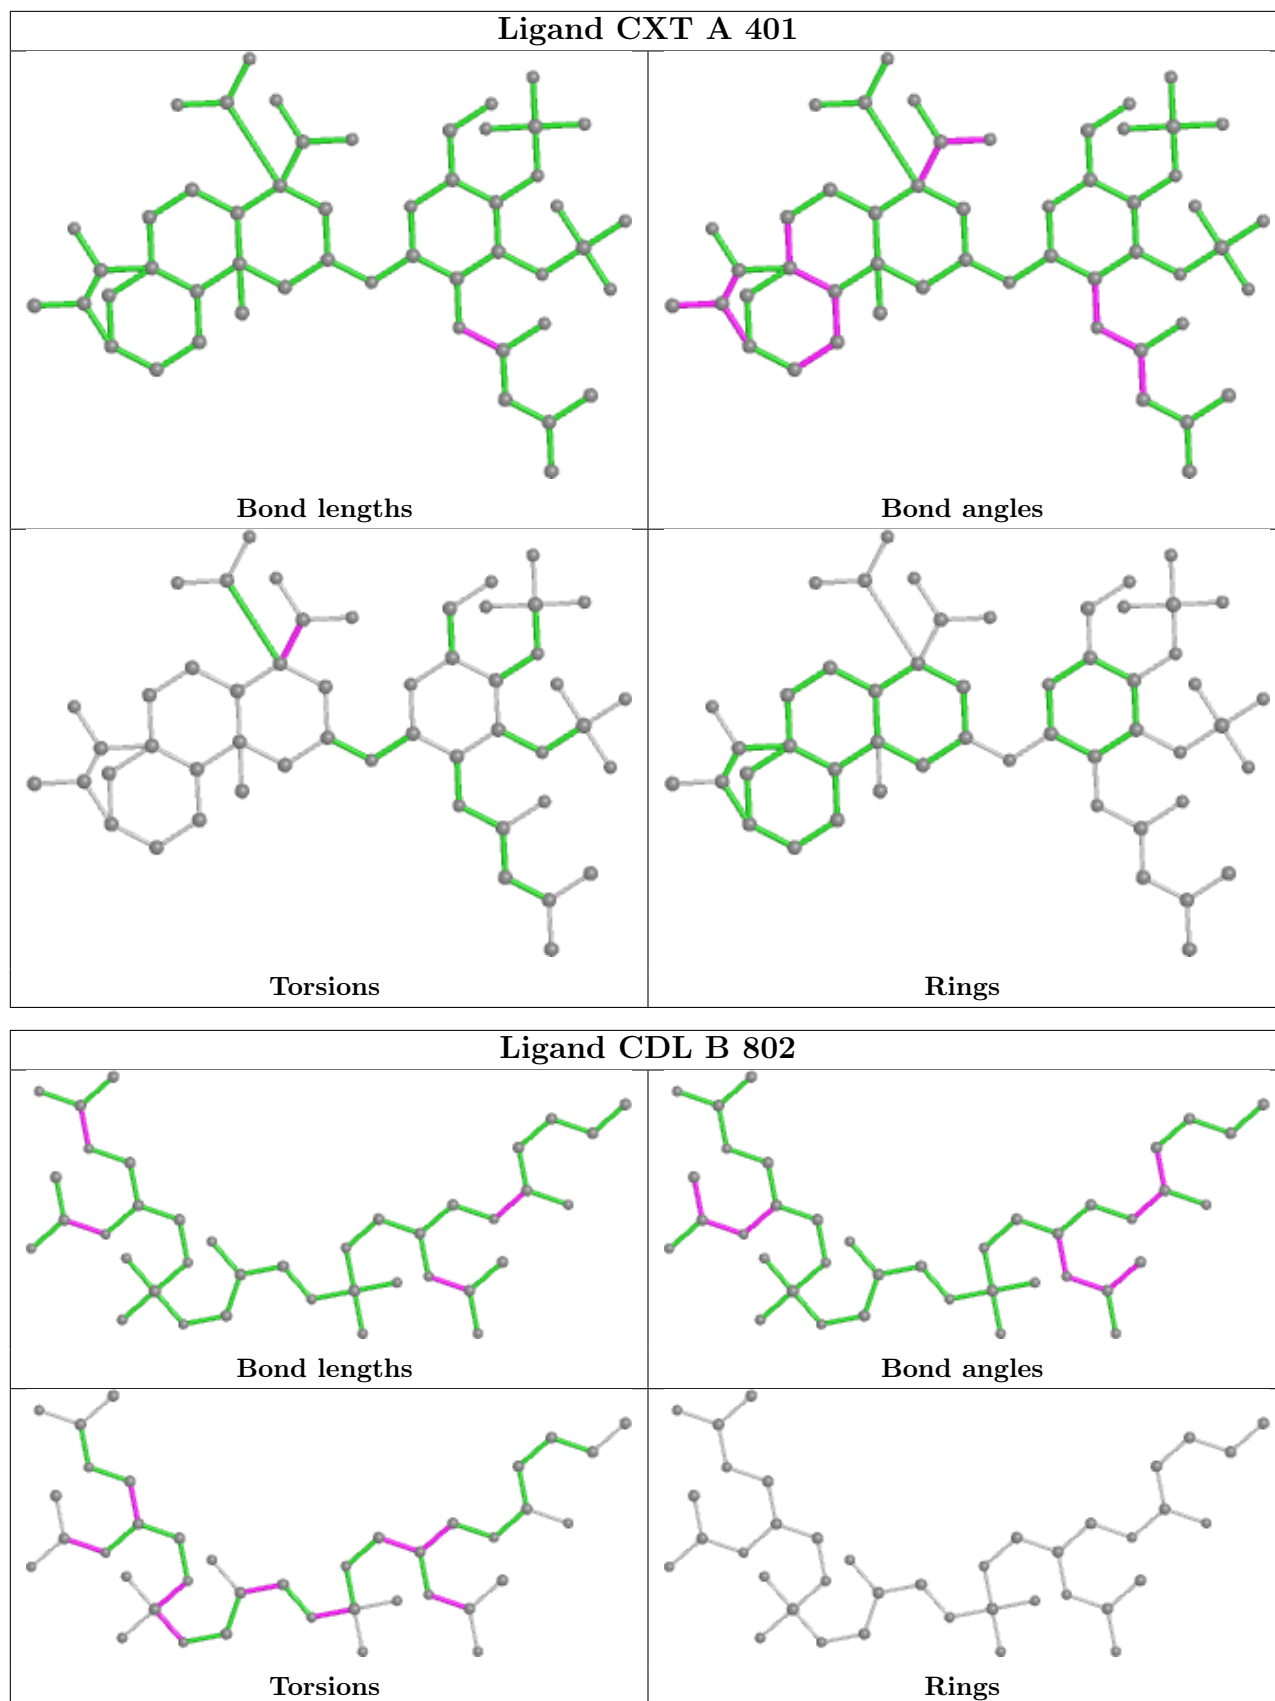 Ligand CXT A 401
Bond lengths
Bond angles
Torsions
Rings
Ligand CDL B 802
Bond lengths
Bond angles
Torsions
Rings